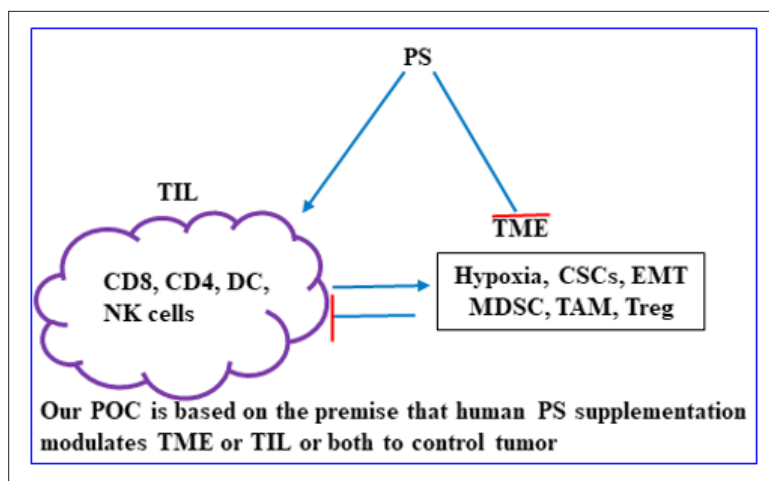 PS
TIL
TME
CD8, CD4, DC,
NK cells
Hypoxia, CSCs, EMT
MDSC, TAM, Treg
Our POC is based on the premise that human PS supplementation
modulates TME or TIL or both to control tumor